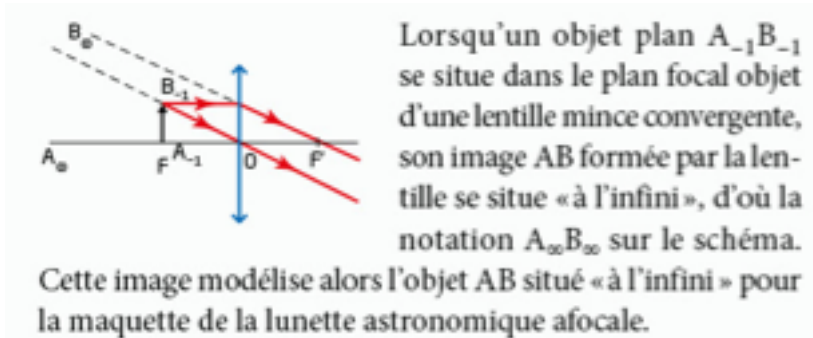 Lorsqu'un objet plan A₋₁B₋₁
se situe dans le plan focal objet
d'une lentille mince convergente,
son image AB formée par la len-
tille se situe «à l'infini», d'où la
notation A∞B∞ sur le schéma.
Cette image modélise alors l'objet AB situé «à l'infini» pour
la maquette de la lunette astronomique afocale.
B∞
B₋₁
A∞
F
A₋₁
O
F'